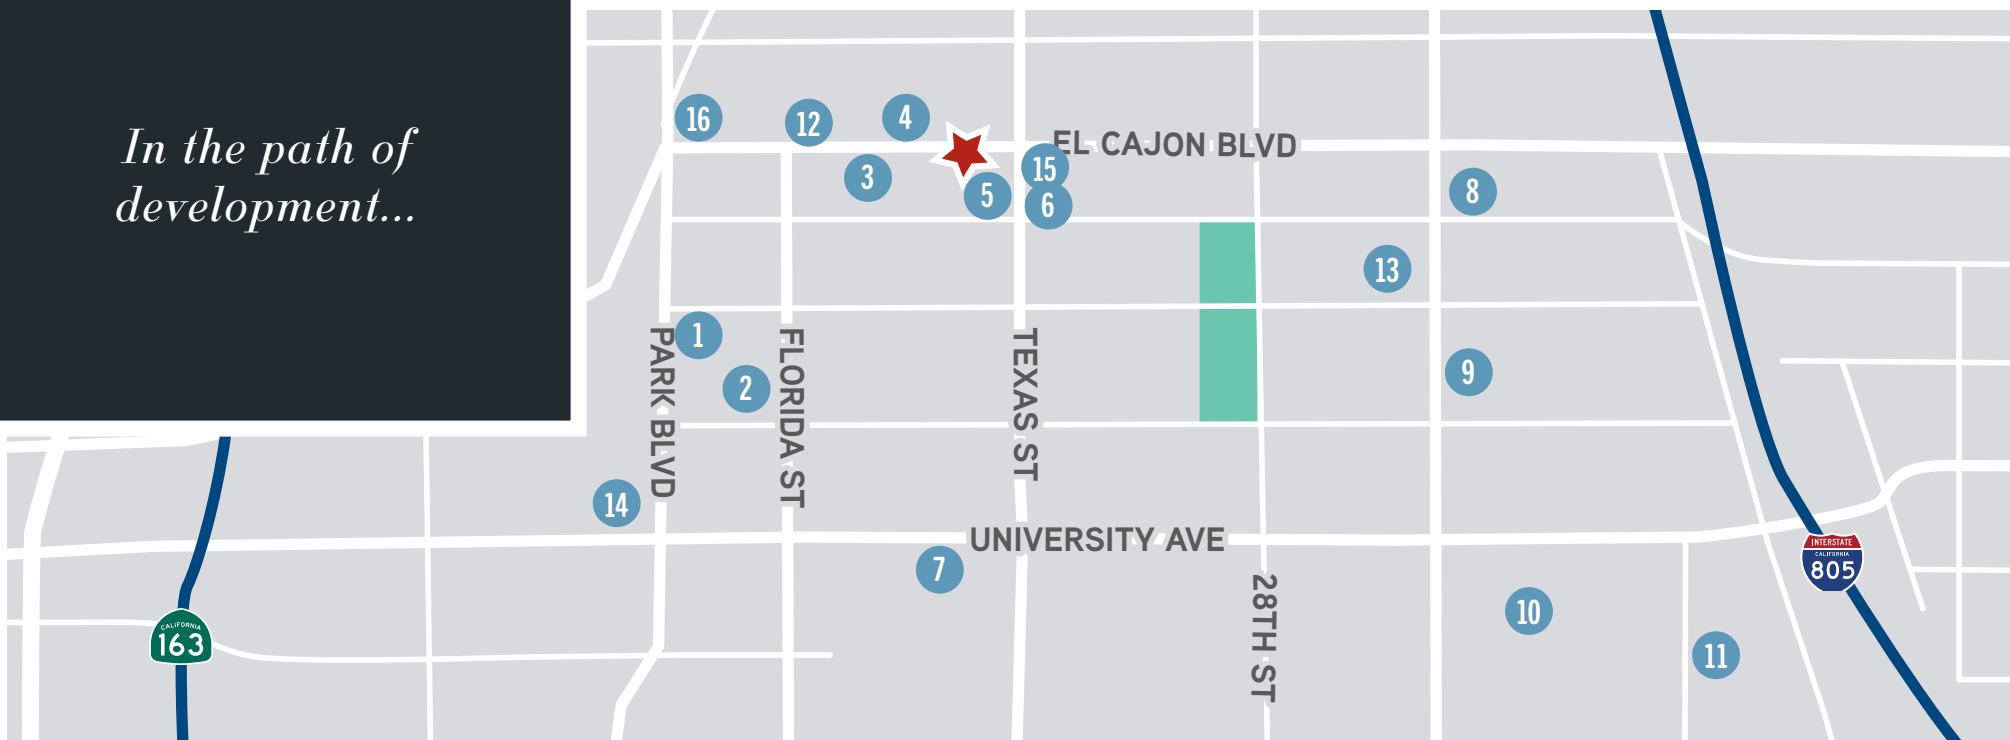 In the path of
development...
16
12
4
EL CAJON BLVD
15
3
5
6
8
13
1
2
PARK BLVD
FLORIDA ST
TEXAS ST
9
14
UNIVERSITY AVE
7
INTERSTATE
CALIFORNIA
805
28TH ST
10
CALIFORNIA
163
11